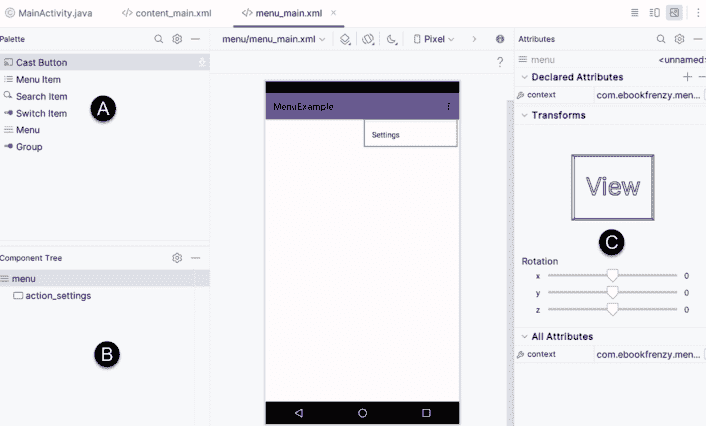 MainActivity.java
</> content_main.xml
</> menu_main.xml ×
Palette
menu/menu_main.xml
Pixel
Attributes
Cast Button
Menu Item
Search Item
Switch Item
Menu
Group
A
?
MenuExample
Settings
menu
<unnamed
Declared Attributes
context com.ebookfrenzy.men...
Transforms
View
C
Rotation
x 0
y 0
z 0
All Attributes
context com.ebookfrenzy.men...
Component Tree
menu
action_settings
B